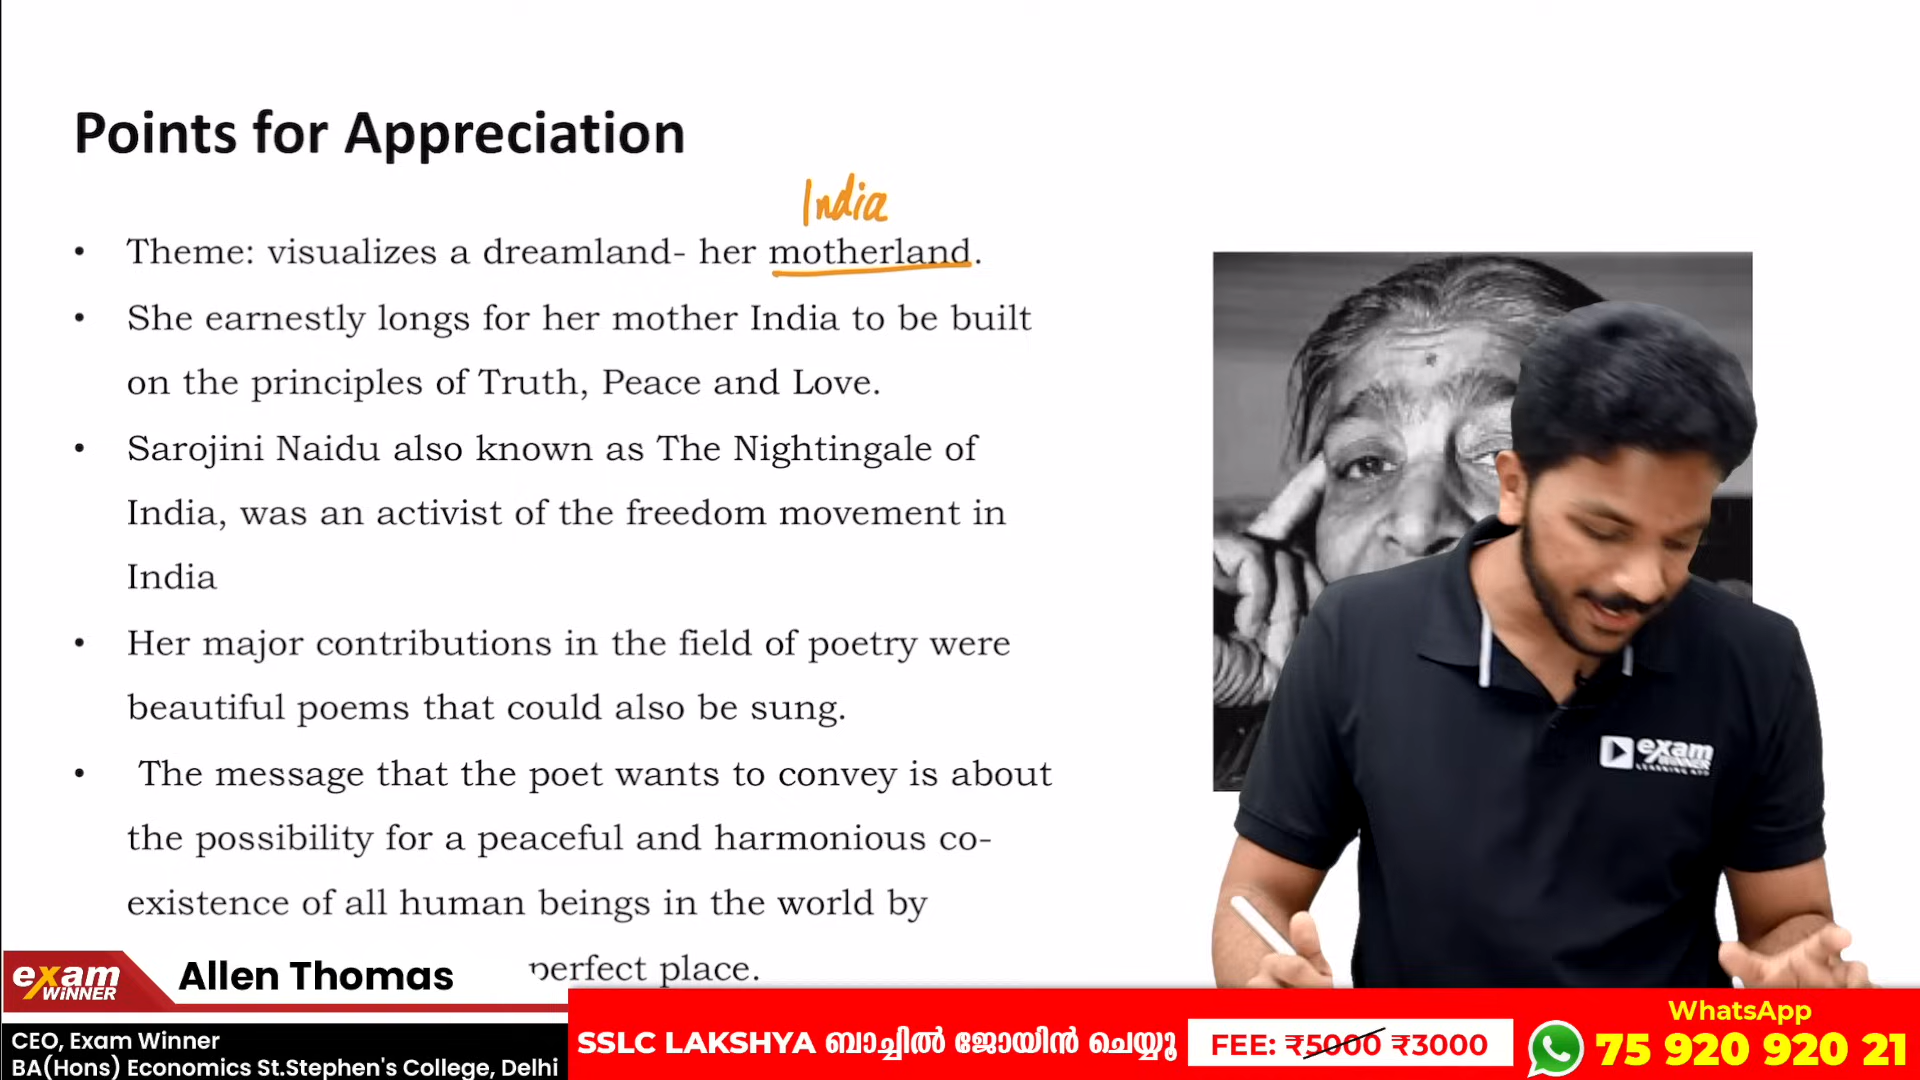 Points for Appreciation
India
• Theme: visualizes a dreamland- her motherland.
• She earnestly longs for her mother India to be built
on the principles of Truth, Peace and Love.
• Sarojini Naidu also known as The Nightingale of
India, was an activist of the freedom movement in
India
• Her major contributions in the field of poetry were
beautiful poems that could also be sung.
• The message that the poet wants to convey is about
the possibility for a peaceful and harmonious co-
existence of all human beings in the world by
perfect place.
exam
WINNER
LEARNING APP
exam
WiNNER
Allen Thomas
CEO, Exam Winner
BA(Hons) Economics St.Stephen's College, Delhi
SSLC LAKSHYA ബാച്ചിൽ ജോയിൻ ചെയ്യൂ
FEE: ₹5000 ₹3000
WhatsApp
75 920 920 21